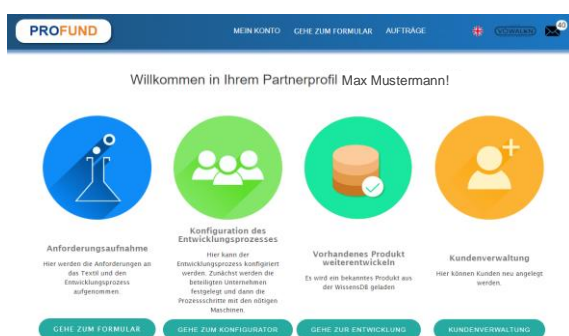 PROFUND
MEIN KONTO GEHE ZUM FORMULAR AUFTRÄGE
40
Willkommen in Ihrem Partnerprofil Max Mustermann!
Anforderungsaufnahme
Hier werden die Anforderungen an
das Textil und den
Entwicklungsprozess
aufgenommen.
GEHE ZUM FORMULAR
Konfiguration des
Entwicklungsprozesses
Hier kann der
Entwicklungsprozess konfiguriert
werden. Zunächst werden die
beteiligten Unternehmen
festgelegt und dann die
Prozessschritte mit den nötigen
Maschinen.
GEHE ZUM KONFIGURATOR
Vorhandenes Produkt
weiterentwickeln
Es wird ein bekanntes Produkt aus
der WissensDB geladen
GEHE ZUR ENTWICKLUNG
Kundenverwaltung
Hier können Kunden neu angelegt
werden.
KUNDENVERWALTUNG